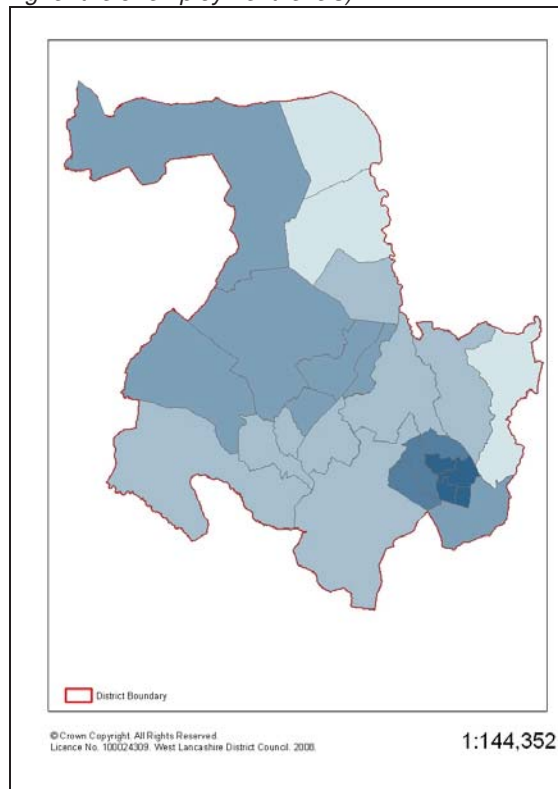 District Boundary
© Crown Copyright. All Rights Reserved
Licence No. 100024309. West Lancashire District Council. 2008.
1:144,352